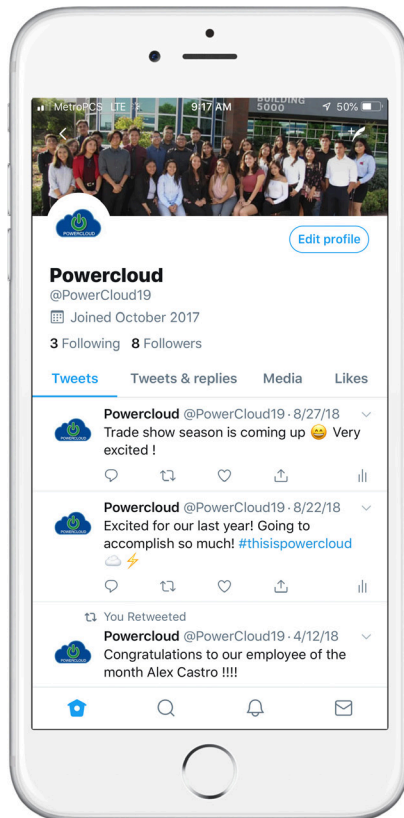 MetroPCS LTE 9:17 AM 50%
BUILDING
5000
POWERCLOUD
Edit profile
Powercloud
@PowerCloud19
Joined October 2017
3 Following 8 Followers
Tweets Tweets & replies Media Likes
Powercloud @PowerCloud19 · 8/27/18
POWERCLOUD
Trade show season is coming up 😄 Very
excited !
Powercloud @PowerCloud19 · 8/22/18
POWERCLOUD
Excited for our last year! Going to
accomplish so much! #thisispowercloud
☁️⚡
You Retweeted
Powercloud @PowerCloud19 · 4/12/18
POWERCLOUD
Congratulations to our employee of the
month Alex Castro !!!!